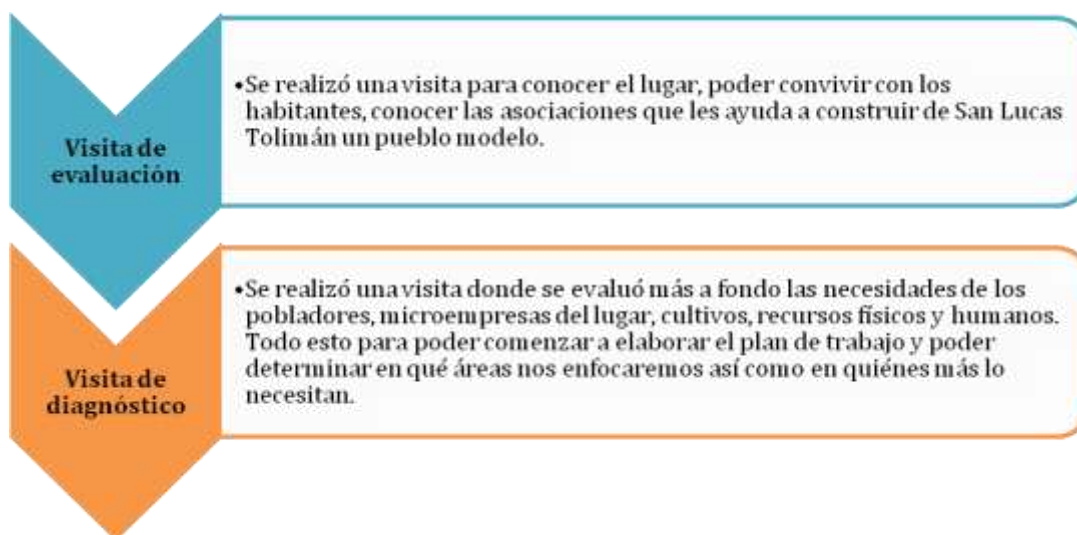 Visita de
evaluación
•Se realizó una visita para conocer el lugar, poder convivir con los
habitantes, conocer las asociaciones que les ayuda a construir de San Lucas
Tolimán un pueblo modelo.
Visita de
diagnóstico
•Se realizó una visita donde se evaluó más a fondo las necesidades de los
pobladores, microempresas del lugar, cultivos, recursos físicos y humanos.
Todo esto para poder comenzar a elaborar el plan de trabajo y poder
determinar en qué áreas nos enfocaremos así como en quiénes más lo
necesitan.